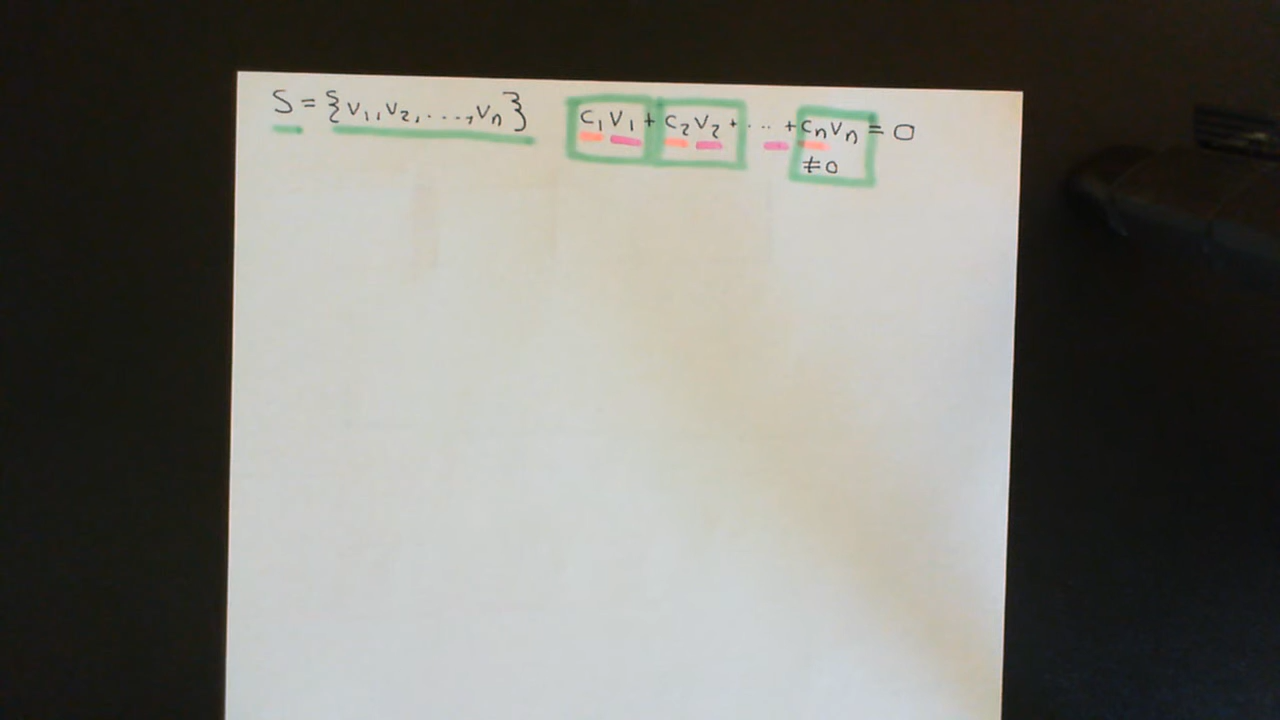 S = {v₁,v₂,...,vₙ} c₁v₁ + c₂v₂ + ... + cₙvₙ = 0
≠0